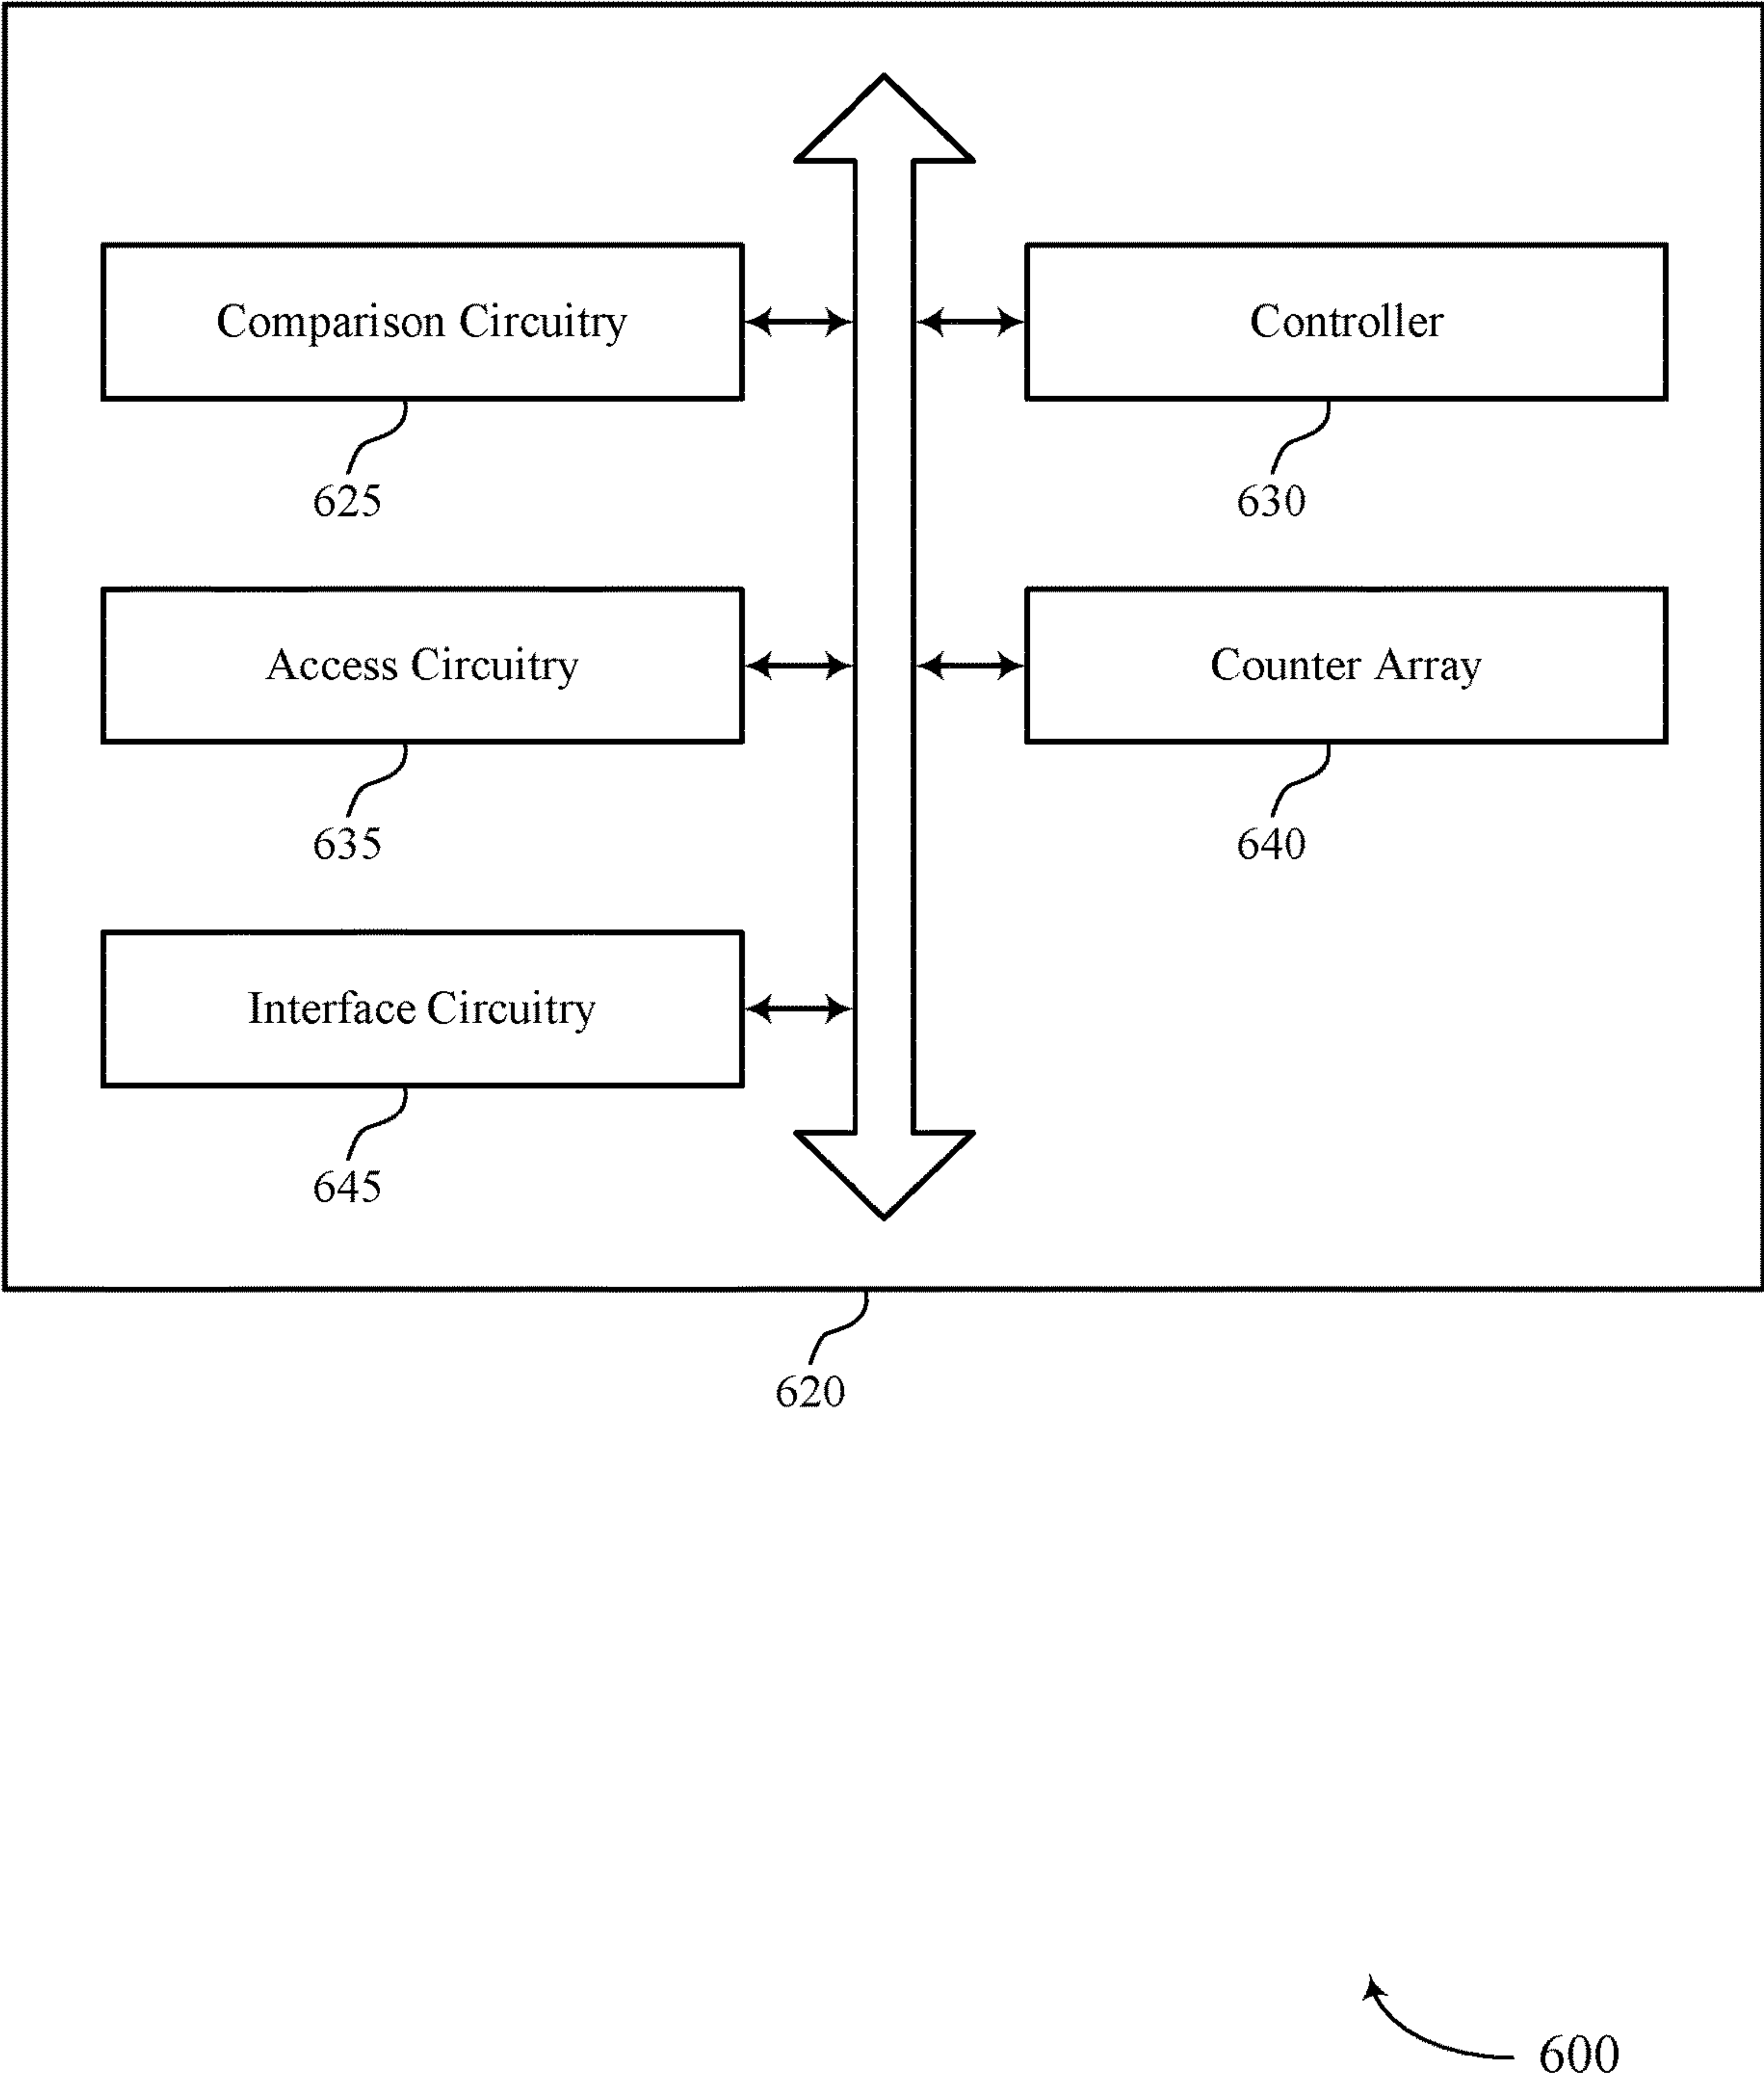 Comparison Circuitry
Controller
625
630
Access Circuitry
Counter Array
635
640
Interface Circuitry
645
620
600